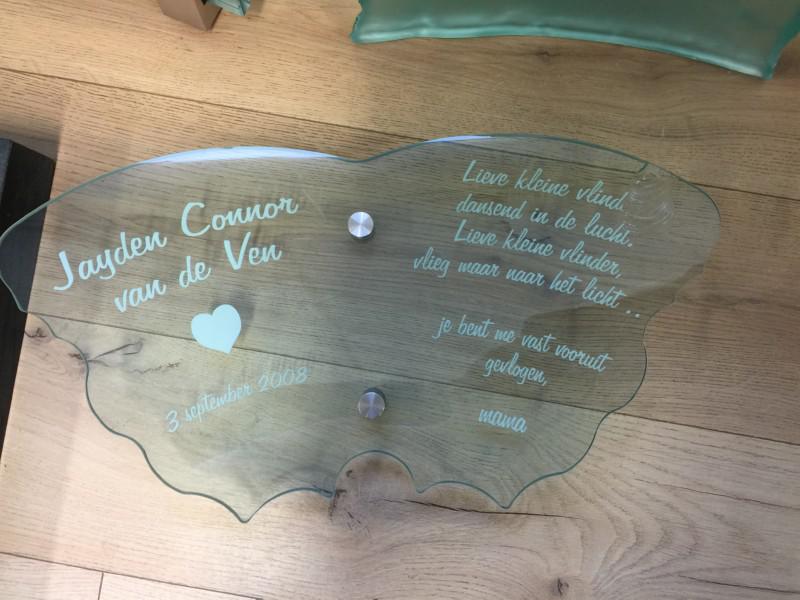 Jayden Connor
van de Ven
3 september 2008
Lieve kleine vlind
dansend in de lucht.
Lieve kleine vlinder,
vlieg maar naar het licht ..
je bent me vast vooruit
gevlogen,
mama